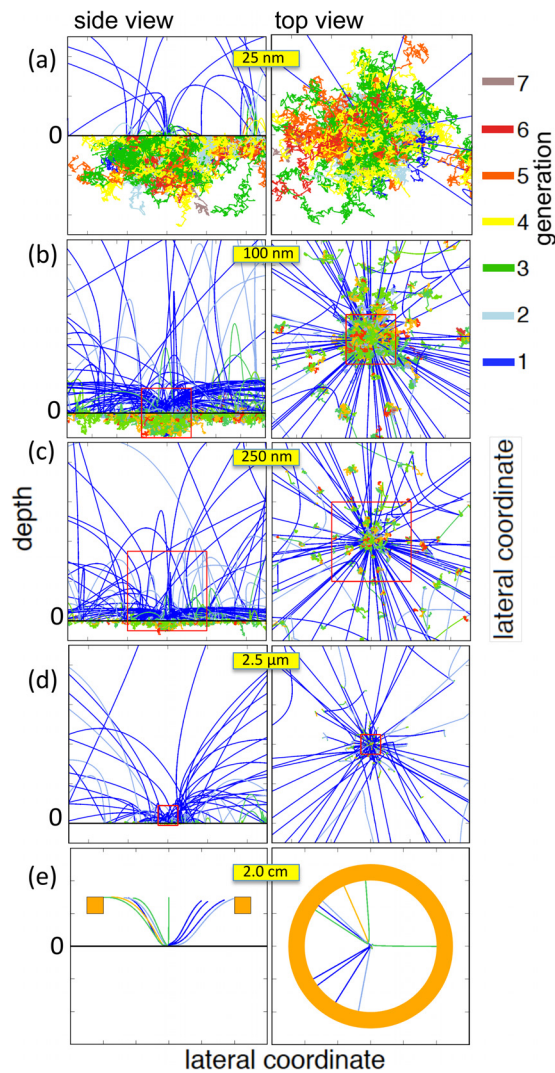 side view top view
(a) 25 nm
0
7
6
5
4
3
2
1
generation
(b) 100 nm
0
(c) 250 nm
0
(d) 2.5 µm
0
(e) 2.0 cm
0
depth
lateral coordinate
lateral coordinate